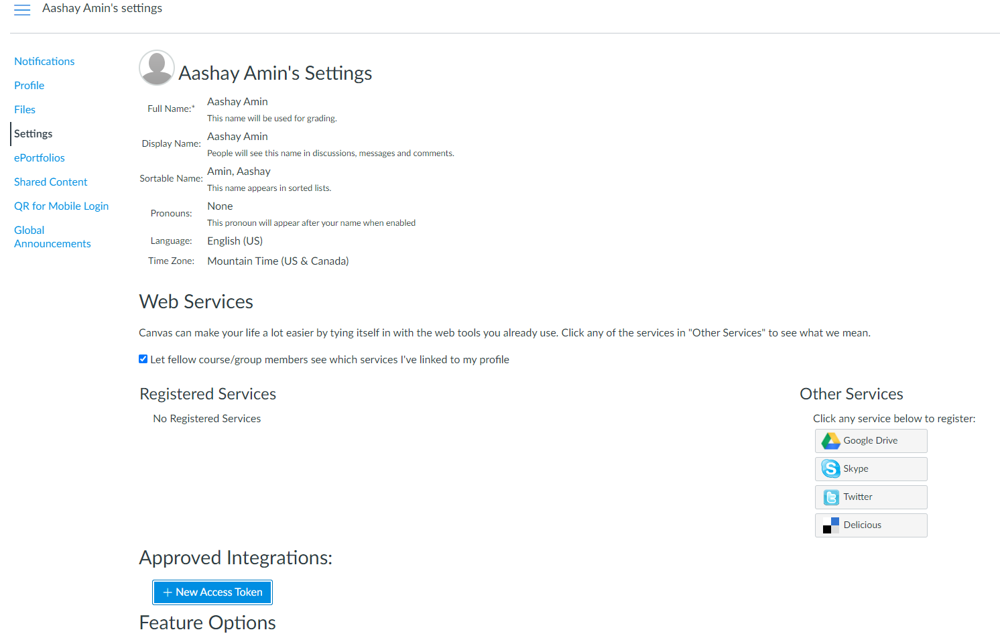 Aashay Amin's settings
Notifications
Profile
Files
Settings
ePortfolios
Shared Content
QR for Mobile Login
Global
Announcements
Aashay Amin's Settings
Full Name:* Aashay Amin
This name will be used for grading.
Display Name: Aashay Amin
People will see this name in discussions, messages and comments.
Sortable Name: Amin, Aashay
This name appears in sorted lists.
Pronouns: None
This pronoun will appear after your name when enabled
Language: English (US)
Time Zone: Mountain Time (US & Canada)
Web Services
Canvas can make your life a lot easier by tying itself in with the web tools you already use. Click any of the services in "Other Services" to see what we mean.
Let fellow course/group members see which services I've linked to my profile
Registered Services
No Registered Services
Other Services
Click any service below to register:
Google Drive
Skype
Twitter
Delicious
Approved Integrations:
+ New Access Token
Feature Options